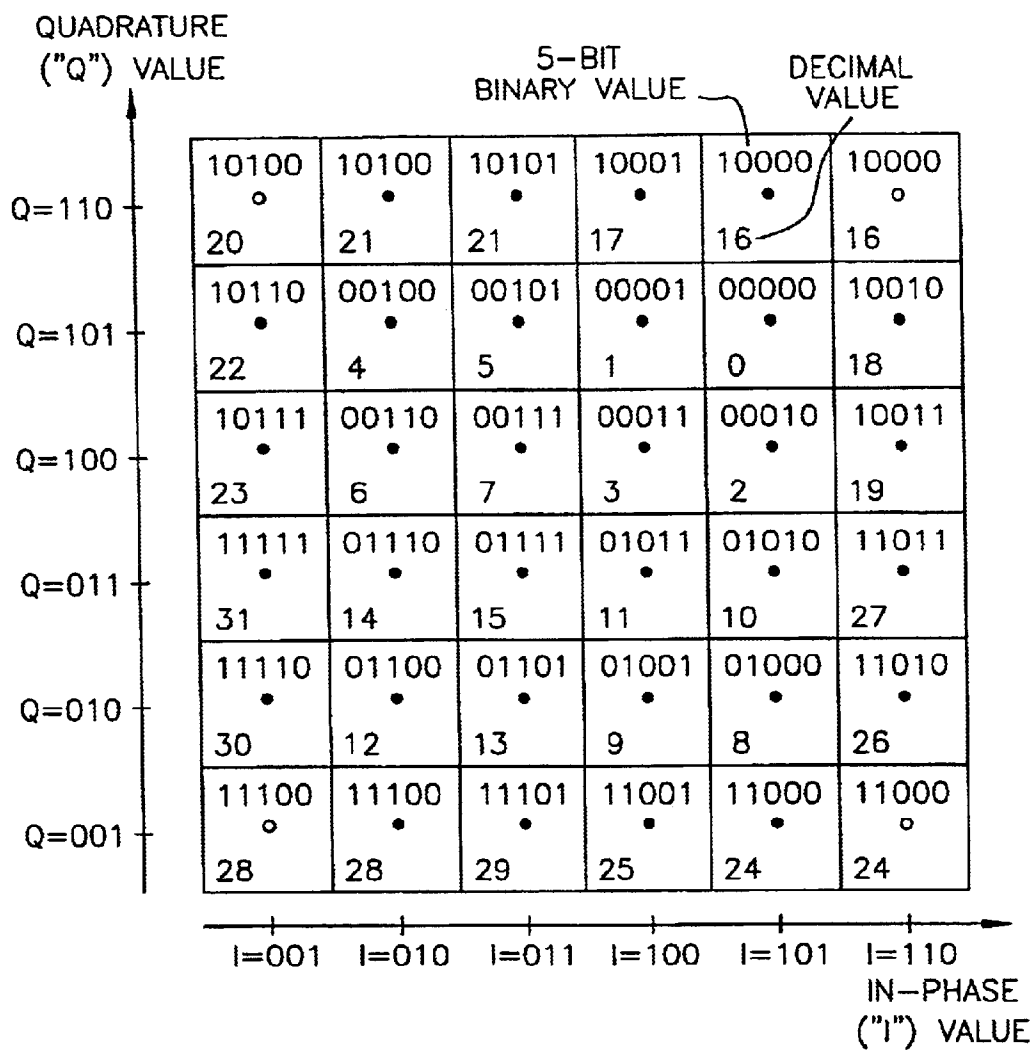 QUADRATURE
("Q") VALUE
5-BIT
BINARY VALUE
DECIMAL
VALUE
Q=110
10100 10100 10101 10001 10000 10000
20 21 21 17 16 16
Q=101
10110 00100 00101 00001 00000 10010
22 4 5 1 0 18
Q=100
10111 00110 00111 00011 00010 10011
23 6 7 3 2 19
Q=011
11111 01110 01111 01011 01010 11011
31 14 15 11 10 27
Q=010
11110 01100 01101 01001 01000 11010
30 12 13 9 8 26
Q=001
11100 11100 11101 11001 11000 11000
28 28 29 25 24 24
I=001 I=010 I=011 I=100 I=101 I=110
IN-PHASE
("I") VALUE